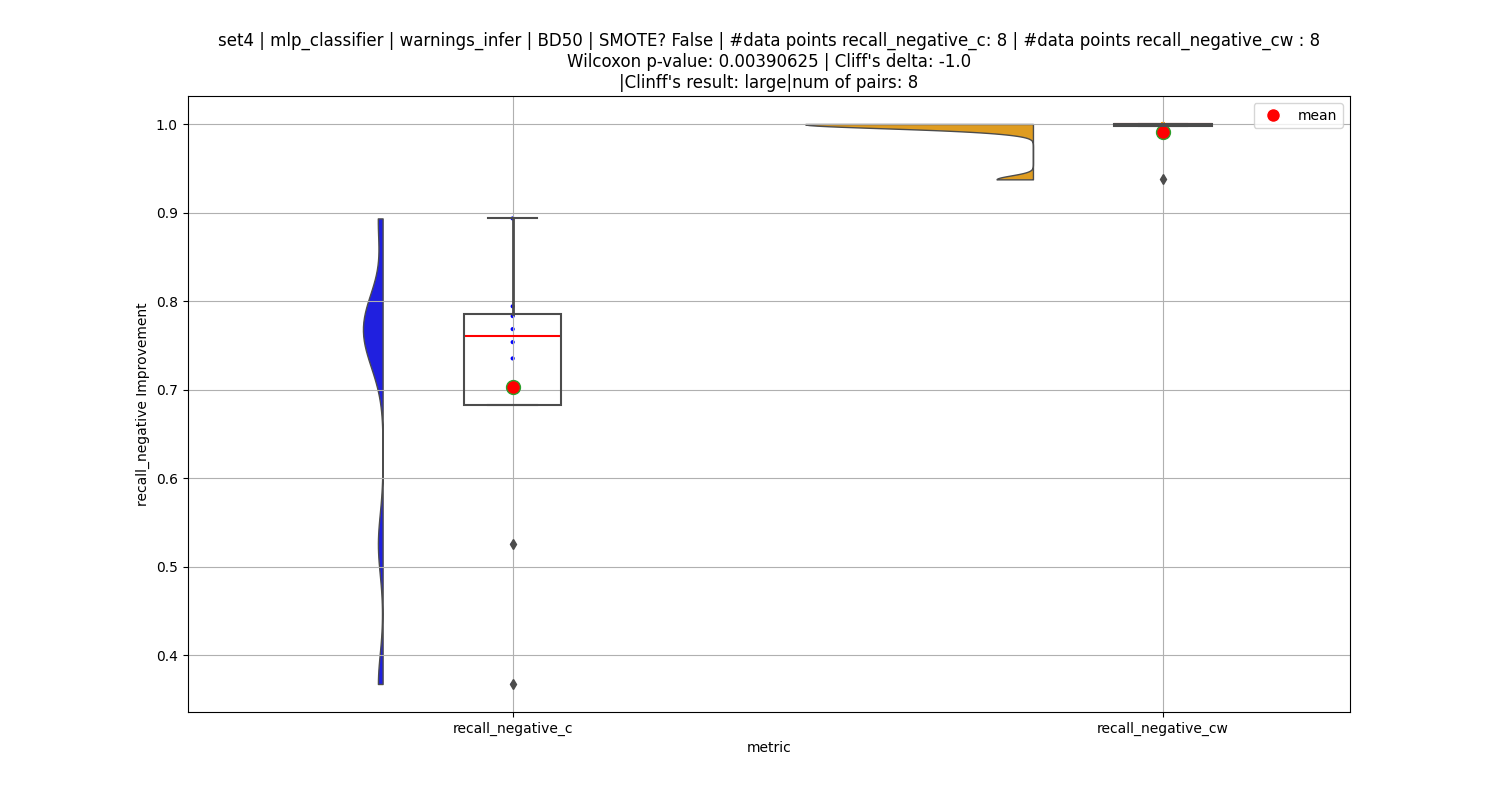 set4 | mlp_classifier | warnings_infer | BD50 | SMOTE? False | #data points recall_negative_c: 8 | #data points recall_negative_cw : 8
Wilcoxon p-value: 0.00390625 | Cliff's delta: -1.0
|Clinff's result: large|num of pairs: 8
mean
1.0
0.9
0.8
0.7
0.6
0.5
0.4
recall_negative Improvement
recall_negative_c
recall_negative_cw
metric